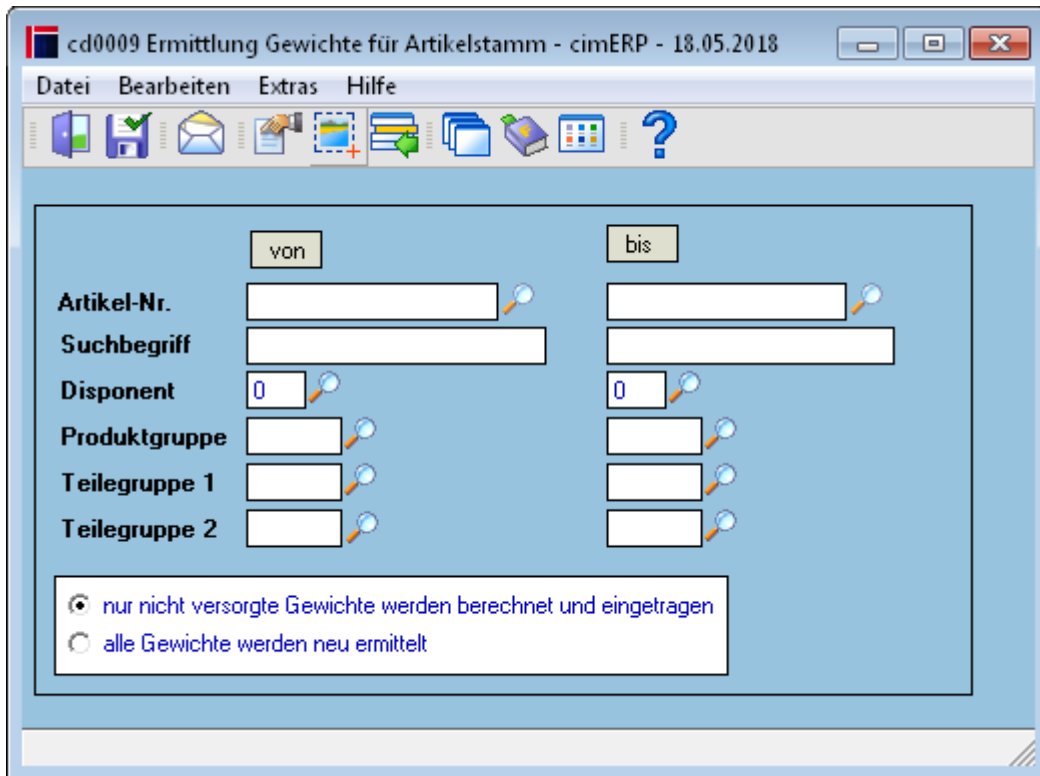 cd0009 Ermittlung Gewichte für Artikelstamm - cimERP - 18.05.2018
Datei Bearbeiten Extras Hilfe
von bis
Artikel-Nr.
Suchbegriff
Disponent 0 0
Produktgruppe
Teilegruppe 1
Teilegruppe 2
nur nicht versorgte Gewichte werden berechnet und eingetragen
alle Gewichte werden neu ermittelt